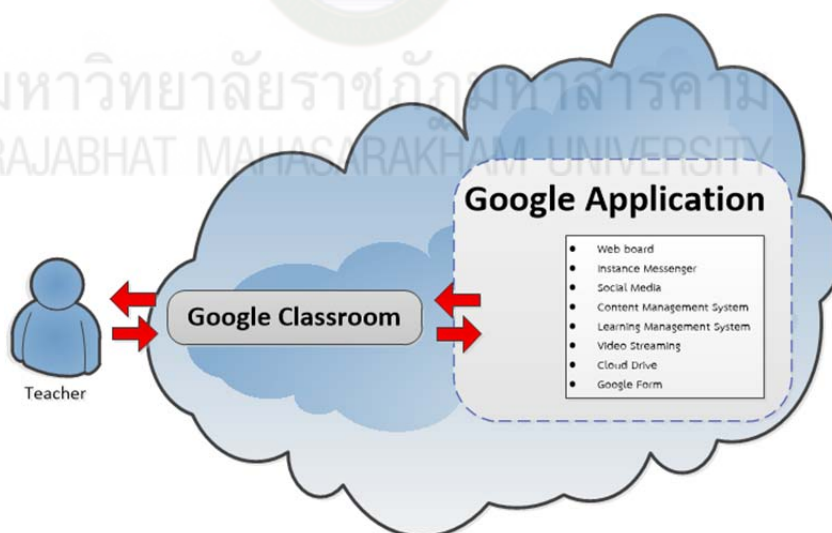 มหาวิทยาลัยราชภัฏมหาสารคาม
RAJABHAT MAHASARAKHAM UNIVERSITY
Google Application
• Web board
• Instance Messenger
• Social Media
• Content Management System
• Learning Management System
• Video Streaming
• Cloud Drive
• Google Form
Google Classroom
Teacher